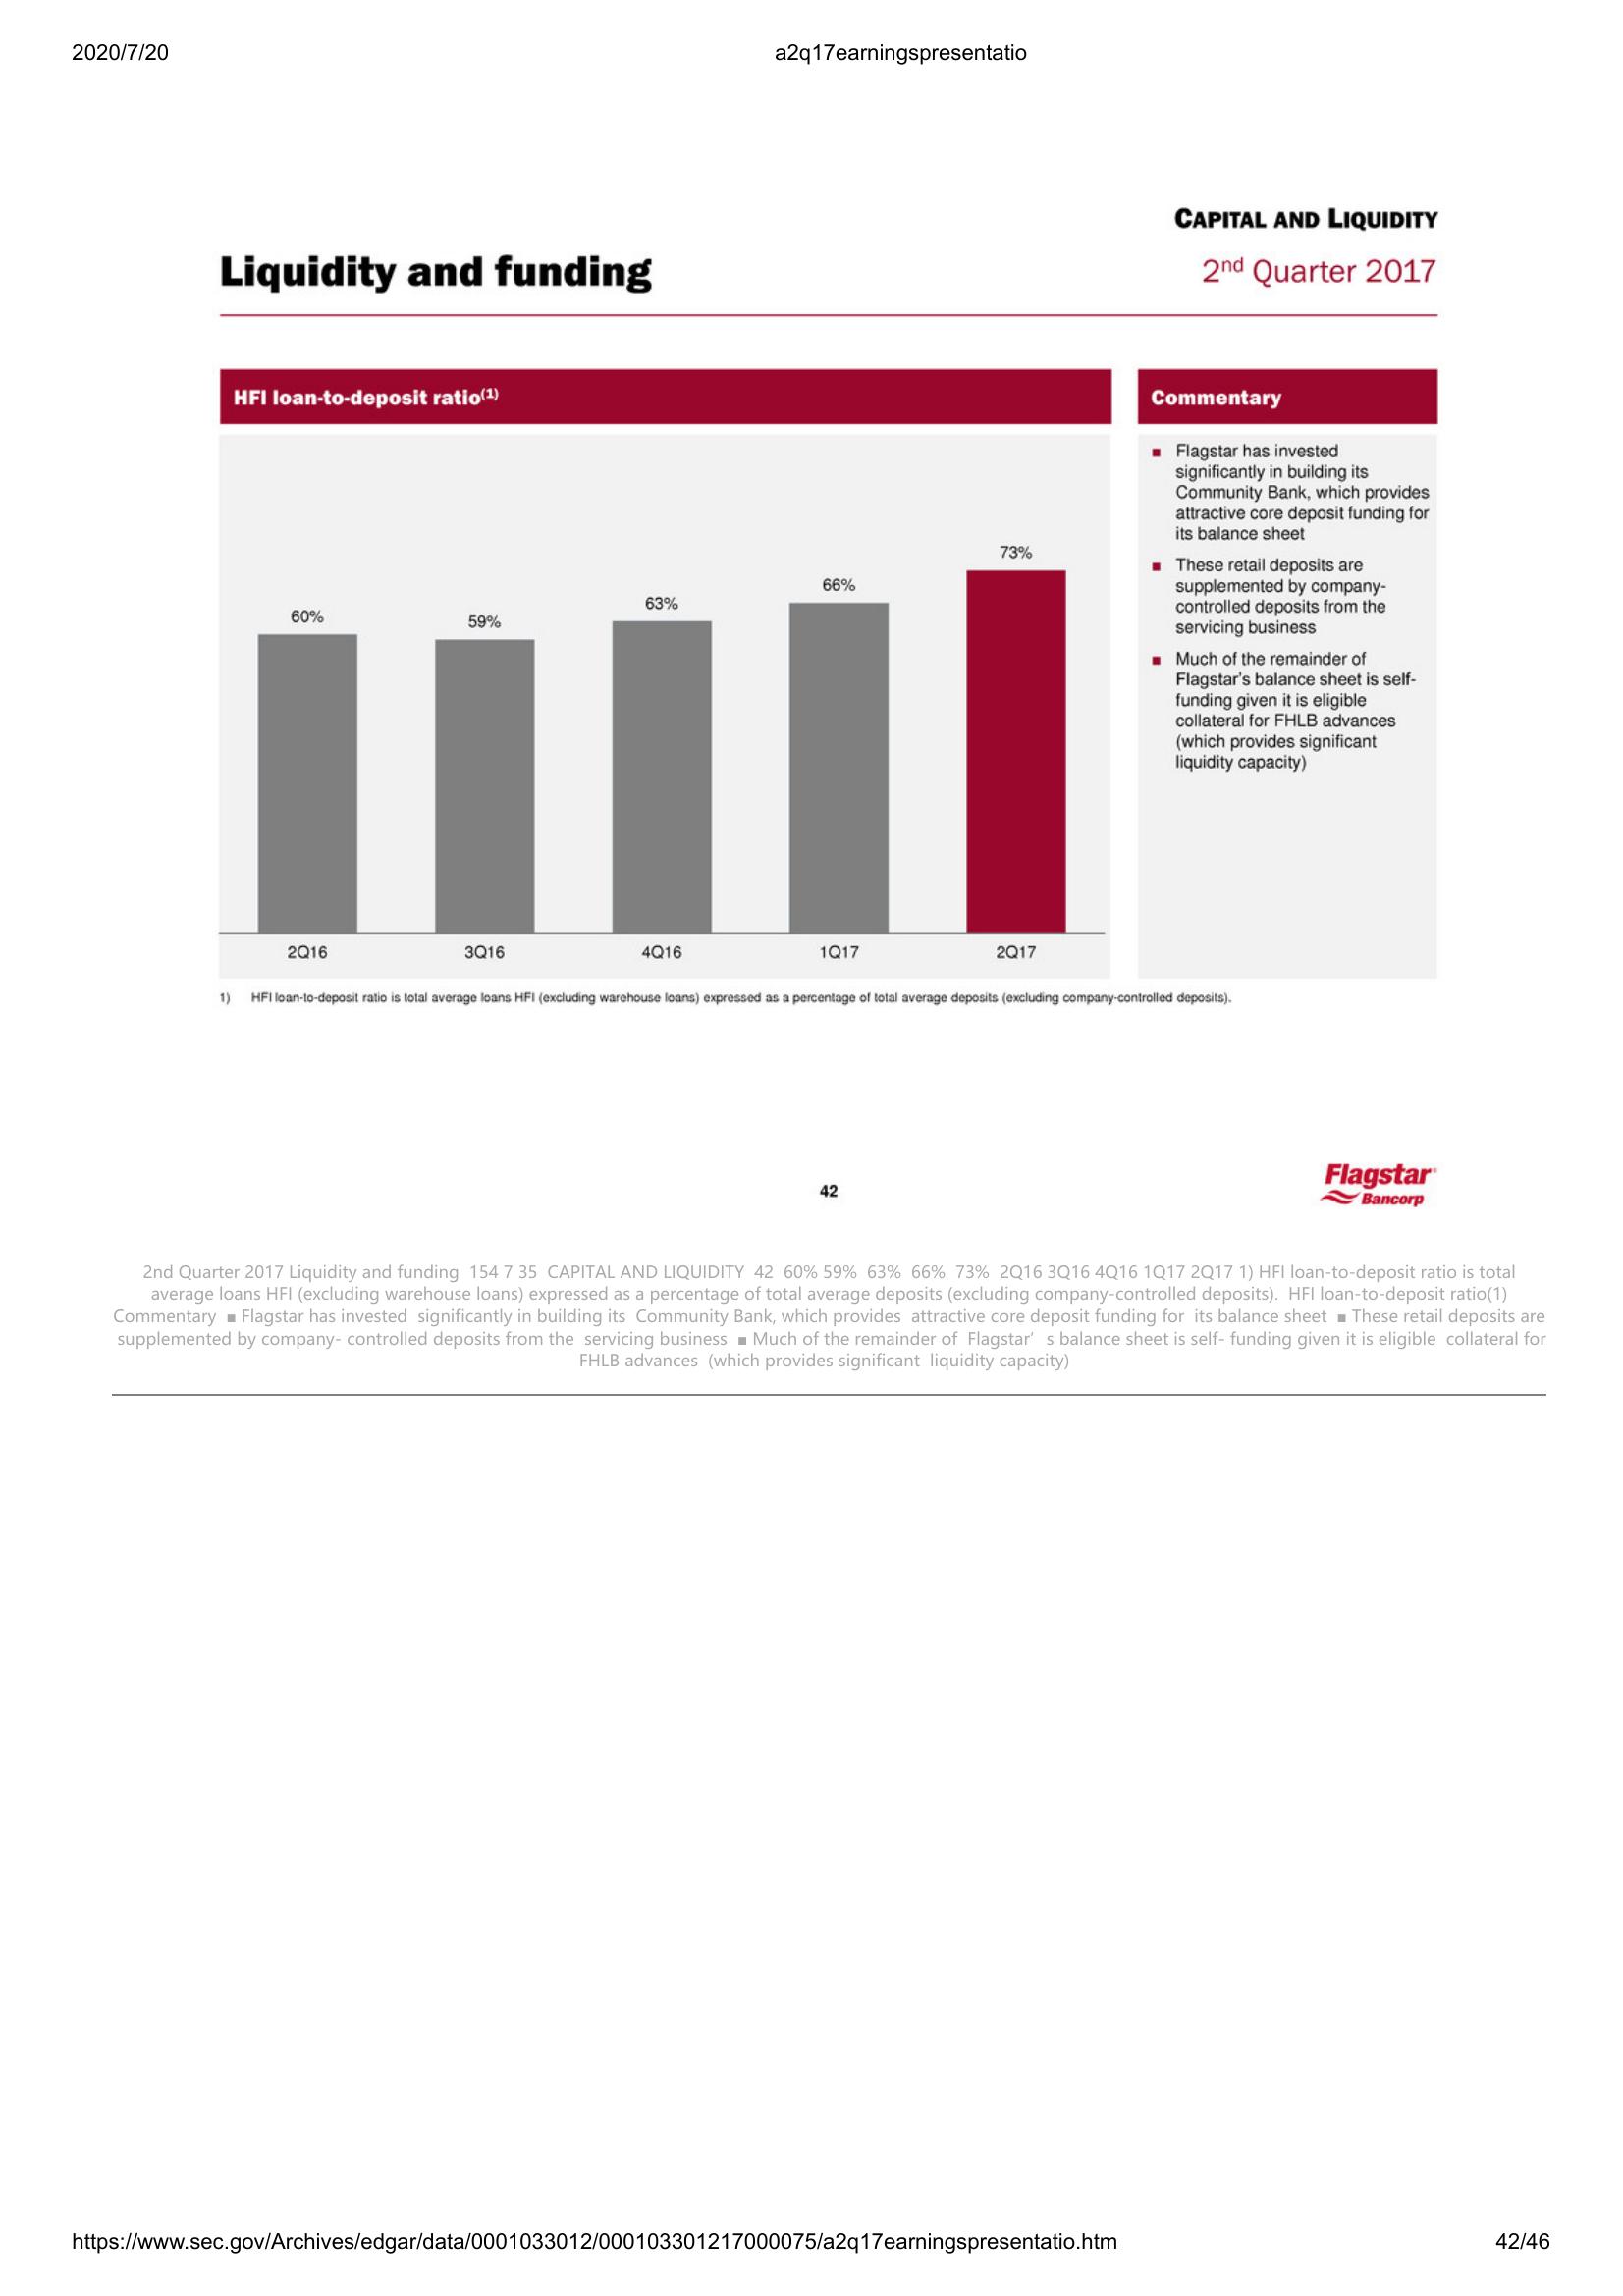 2020/7/20 a2q17earningspresentatio
CAPITAL AND LIQUIDITY
Liquidity and funding
2nd Quarter 2017
HFI loan-to-deposit ratio(1)
60%
59%
63%
66%
73%
2Q16 3Q16 4Q16 1Q17 2Q17
Commentary
■ Flagstar has invested
significantly in building its
Community Bank, which provides
attractive core deposit funding for
its balance sheet
■ These retail deposits are
supplemented by company-
controlled deposits from the
servicing business
■ Much of the remainder of
Flagstar's balance sheet is self-
funding given it is eligible
collateral for FHLB advances
(which provides significant
liquidity capacity)
1) HFI loan-to-deposit ratio is total average loans HFI (excluding warehouse loans) expressed as a percentage of total average deposits (excluding company-controlled deposits).
42
Flagstar
Bancorp
2nd Quarter 2017 Liquidity and funding 154 7 35 CAPITAL AND LIQUIDITY 42 60% 59% 63% 66% 73% 2Q16 3Q16 4Q16 1Q17 2Q17 1) HFI loan-to-deposit ratio is total
average loans HFI (excluding warehouse loans) expressed as a percentage of total average deposits (excluding company-controlled deposits). HFI loan-to-deposit ratio(1)
Commentary ■ Flagstar has invested significantly in building its Community Bank, which provides attractive core deposit funding for its balance sheet ■ These retail deposits are
supplemented by company- controlled deposits from the servicing business ■ Much of the remainder of Flagstar's balance sheet is self- funding given it is eligible collateral for
FHLB advances (which provides significant liquidity capacity)
https://www.sec.gov/Archives/edgar/data/0001033012/000103301217000075/a2q17earningspresentatio.htm 42/46